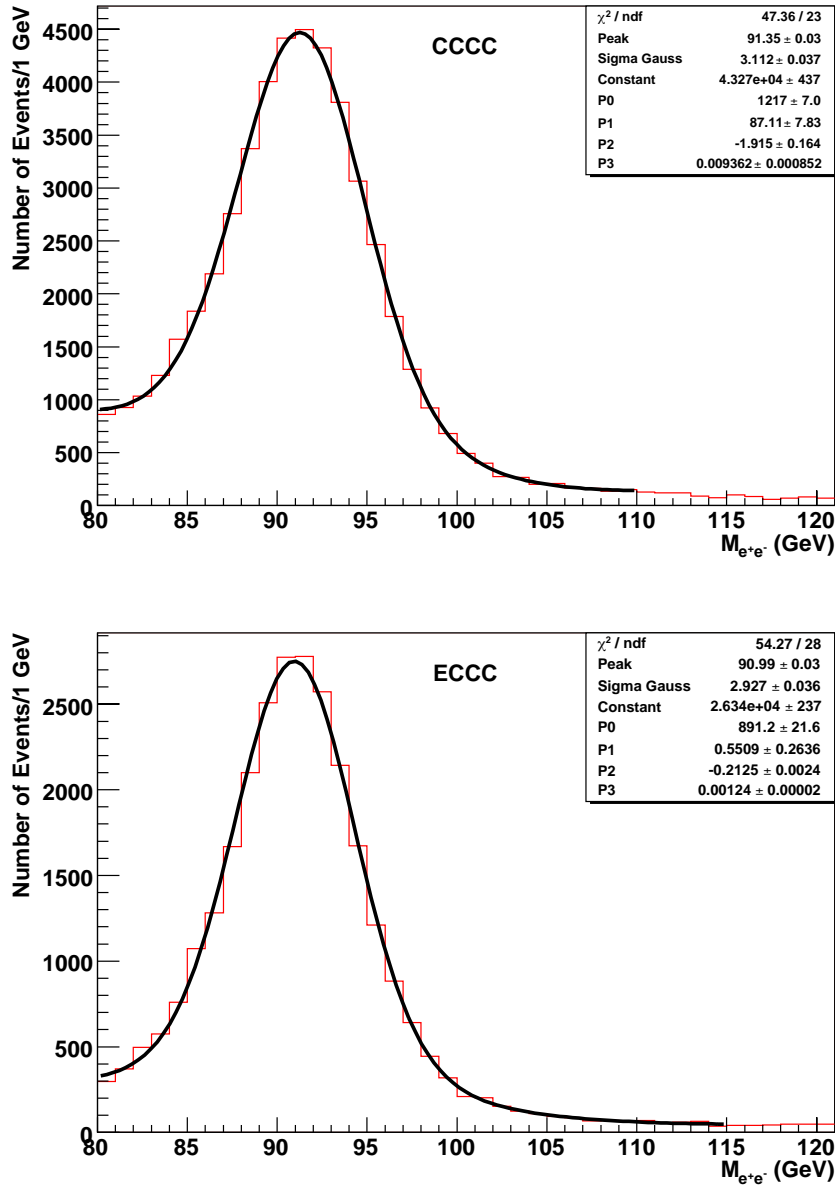 CCCC
χ² / ndf 47.36 / 23
Peak 91.35 ± 0.03
Sigma Gauss 3.112 ± 0.037
Constant 4.327e+04 ± 437
P0 1217 ± 7.0
P1 87.11 ± 7.83
P2 -1.915 ± 0.164
P3 0.009362 ± 0.000852
Number of Events/1 GeV
4500
4000
3500
3000
2500
2000
1500
1000
500
0
80 85 90 95 100 105 110 115 120
M e⁺e⁻ (GeV)
ECCC
χ² / ndf 54.27 / 28
Peak 90.99 ± 0.03
Sigma Gauss 2.927 ± 0.036
Constant 2.634e+04 ± 237
P0 891.2 ± 21.6
P1 0.5509 ± 0.2636
P2 -0.2125 ± 0.0024
P3 0.00124 ± 0.00002
Number of Events/1 GeV
2500
2000
1500
1000
500
0
80 85 90 95 100 105 110 115 120
M e⁺e⁻ (GeV)